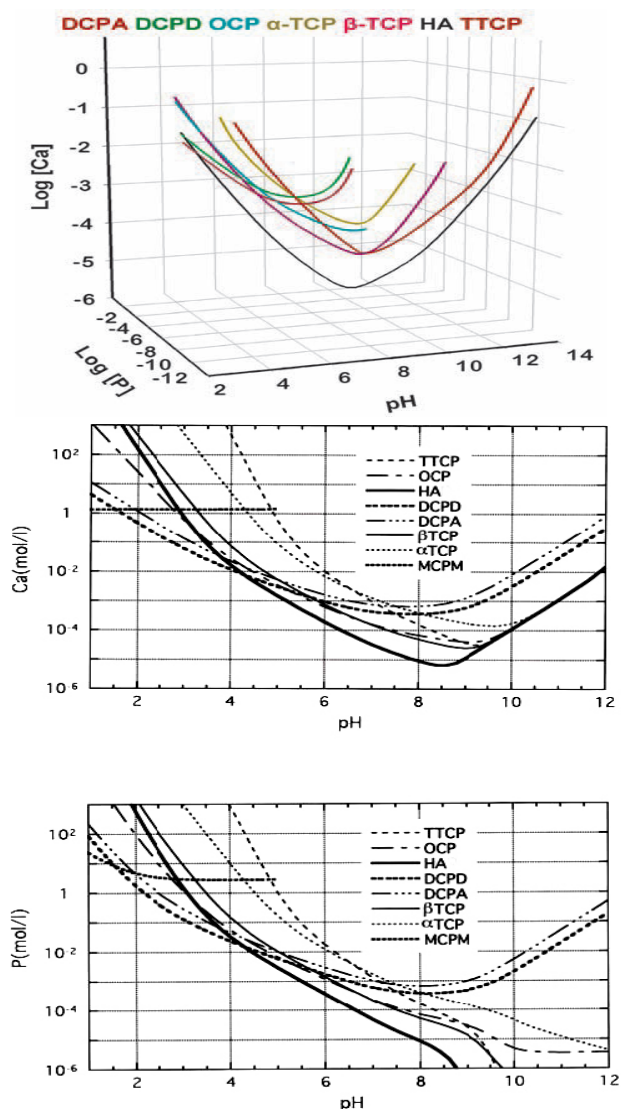 DCPA DCPD OCP α-TCP β-TCP HA TTCP
0
-1
-2
-3
-4
-5
-6
Log [Ca]
-2
-4
-6
-8
-10
-12
Log [P]
2
4
6
8
10
12
14
pH
10²
1
10⁻²
10⁻⁴
10⁻⁶
Ca(mol/l)
TTCP
OCP
HA
DCPD
DCPA
βTCP
αTCP
MCPM
2
4
6
8
10
12
pH
10²
1
10⁻²
10⁻⁴
10⁻⁶
P(mol/l)
TTCP
OCP
HA
DCPD
DCPA
βTCP
αTCP
MCPM
2
4
6
8
10
12
pH